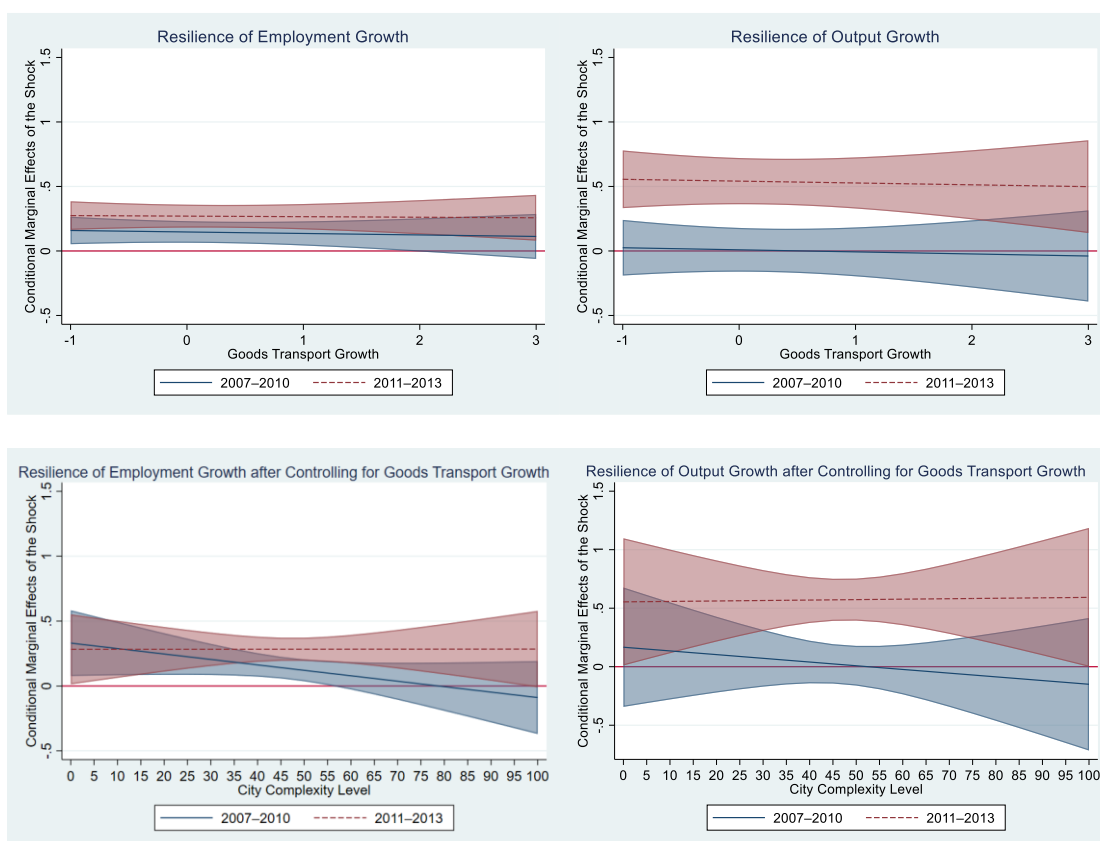 Resilience of Employment Growth
Conditional Marginal Effects of the Shock
1.5
1
.5
0
-.5
-1 0 1 2 3
Goods Transport Growth
2007–2010 2011–2013
Resilience of Output Growth
Conditional Marginal Effects of the Shock
1.5
1
.5
0
-.5
-1 0 1 2 3
Goods Transport Growth
2007–2010 2011–2013
Resilience of Employment Growth after Controlling for Goods Transport Growth
Conditional Marginal Effects of the Shock
1.5
1
.5
0
-.5
0 5 10 15 20 25 30 35 40 45 50 55 60 65 70 75 80 85 90 95 100
City Complexity Level
2007–2010 2011–2013
Resilience of Output Growth after Controlling for Goods Transport Growth
Conditional Marginal Effects of the Shock
1.5
1
.5
0
-.5
0 5 10 15 20 25 30 35 40 45 50 55 60 65 70 75 80 85 90 95 100
City Complexity Level
2007–2010 2011–2013